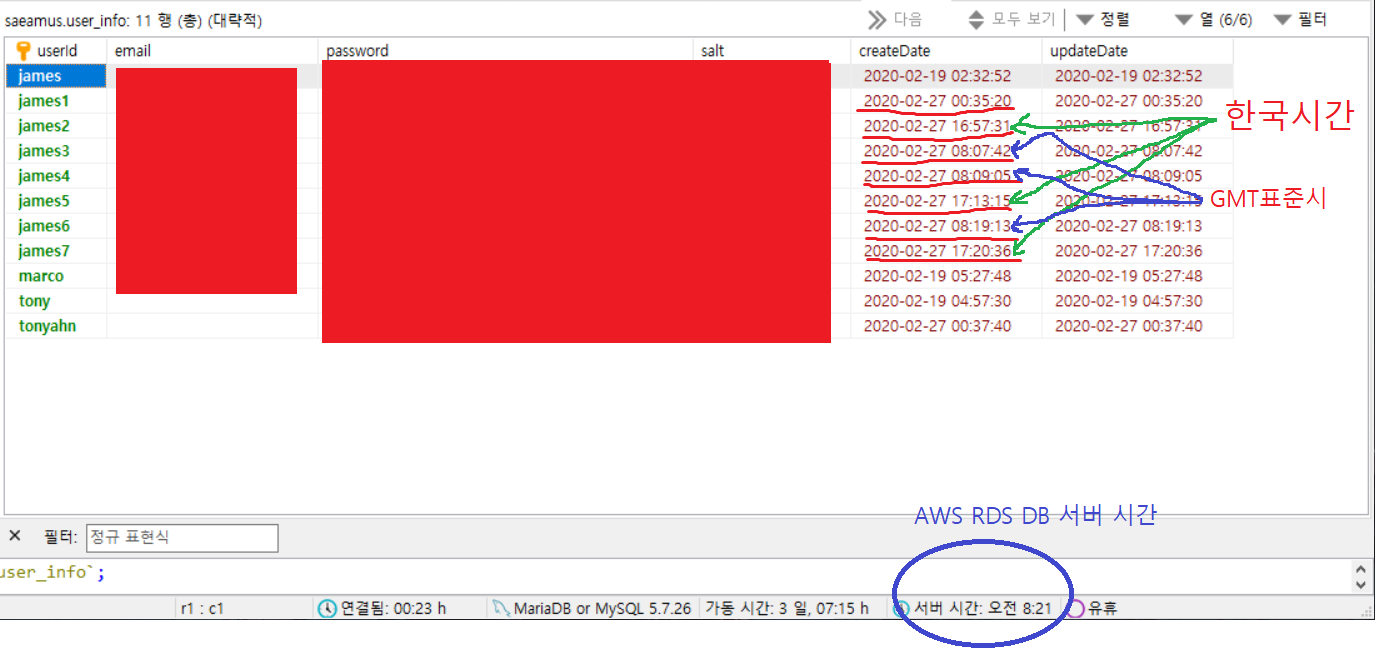 saeamus.user_info: 11 행 (총) (대략적) 다음 모두 보기 정렬 열 (6/6) 필터
userId email password salt createDate updateDate
james 2020-02-19 02:32:52 2020-02-19 02:32:52
james1 2020-02-27 00:35:20 2020-02-27 00:35:20
한국시간
james2 2020-02-27 16:57:31 2020-02-27 16:57:31
james3 2020-02-27 08:07:42 2020-02-27 08:07:42
james4 2020-02-27 08:09:05 2020-02-27 08:09:05
james5 2020-02-27 17:13:15 2020-02-27 17:13:15 GMT표준시
james6 2020-02-27 08:19:13 2020-02-27 08:19:13
james7 2020-02-27 17:20:36 2020-02-27 17:20:36
marco 2020-02-19 05:27:48 2020-02-19 05:27:48
tony 2020-02-19 04:57:30 2020-02-19 04:57:30
tonyahn 2020-02-27 00:37:40 2020-02-27 00:37:40
AWS RDS DB 서버 시간
필터: 정규 표현식
user_info`;
r1 : c1 연결됨: 00:23 h MariaDB or MySQL 5.7.26 가동 시간: 3 일, 07:15 h 서버 시간: 오전 8:21 유휴